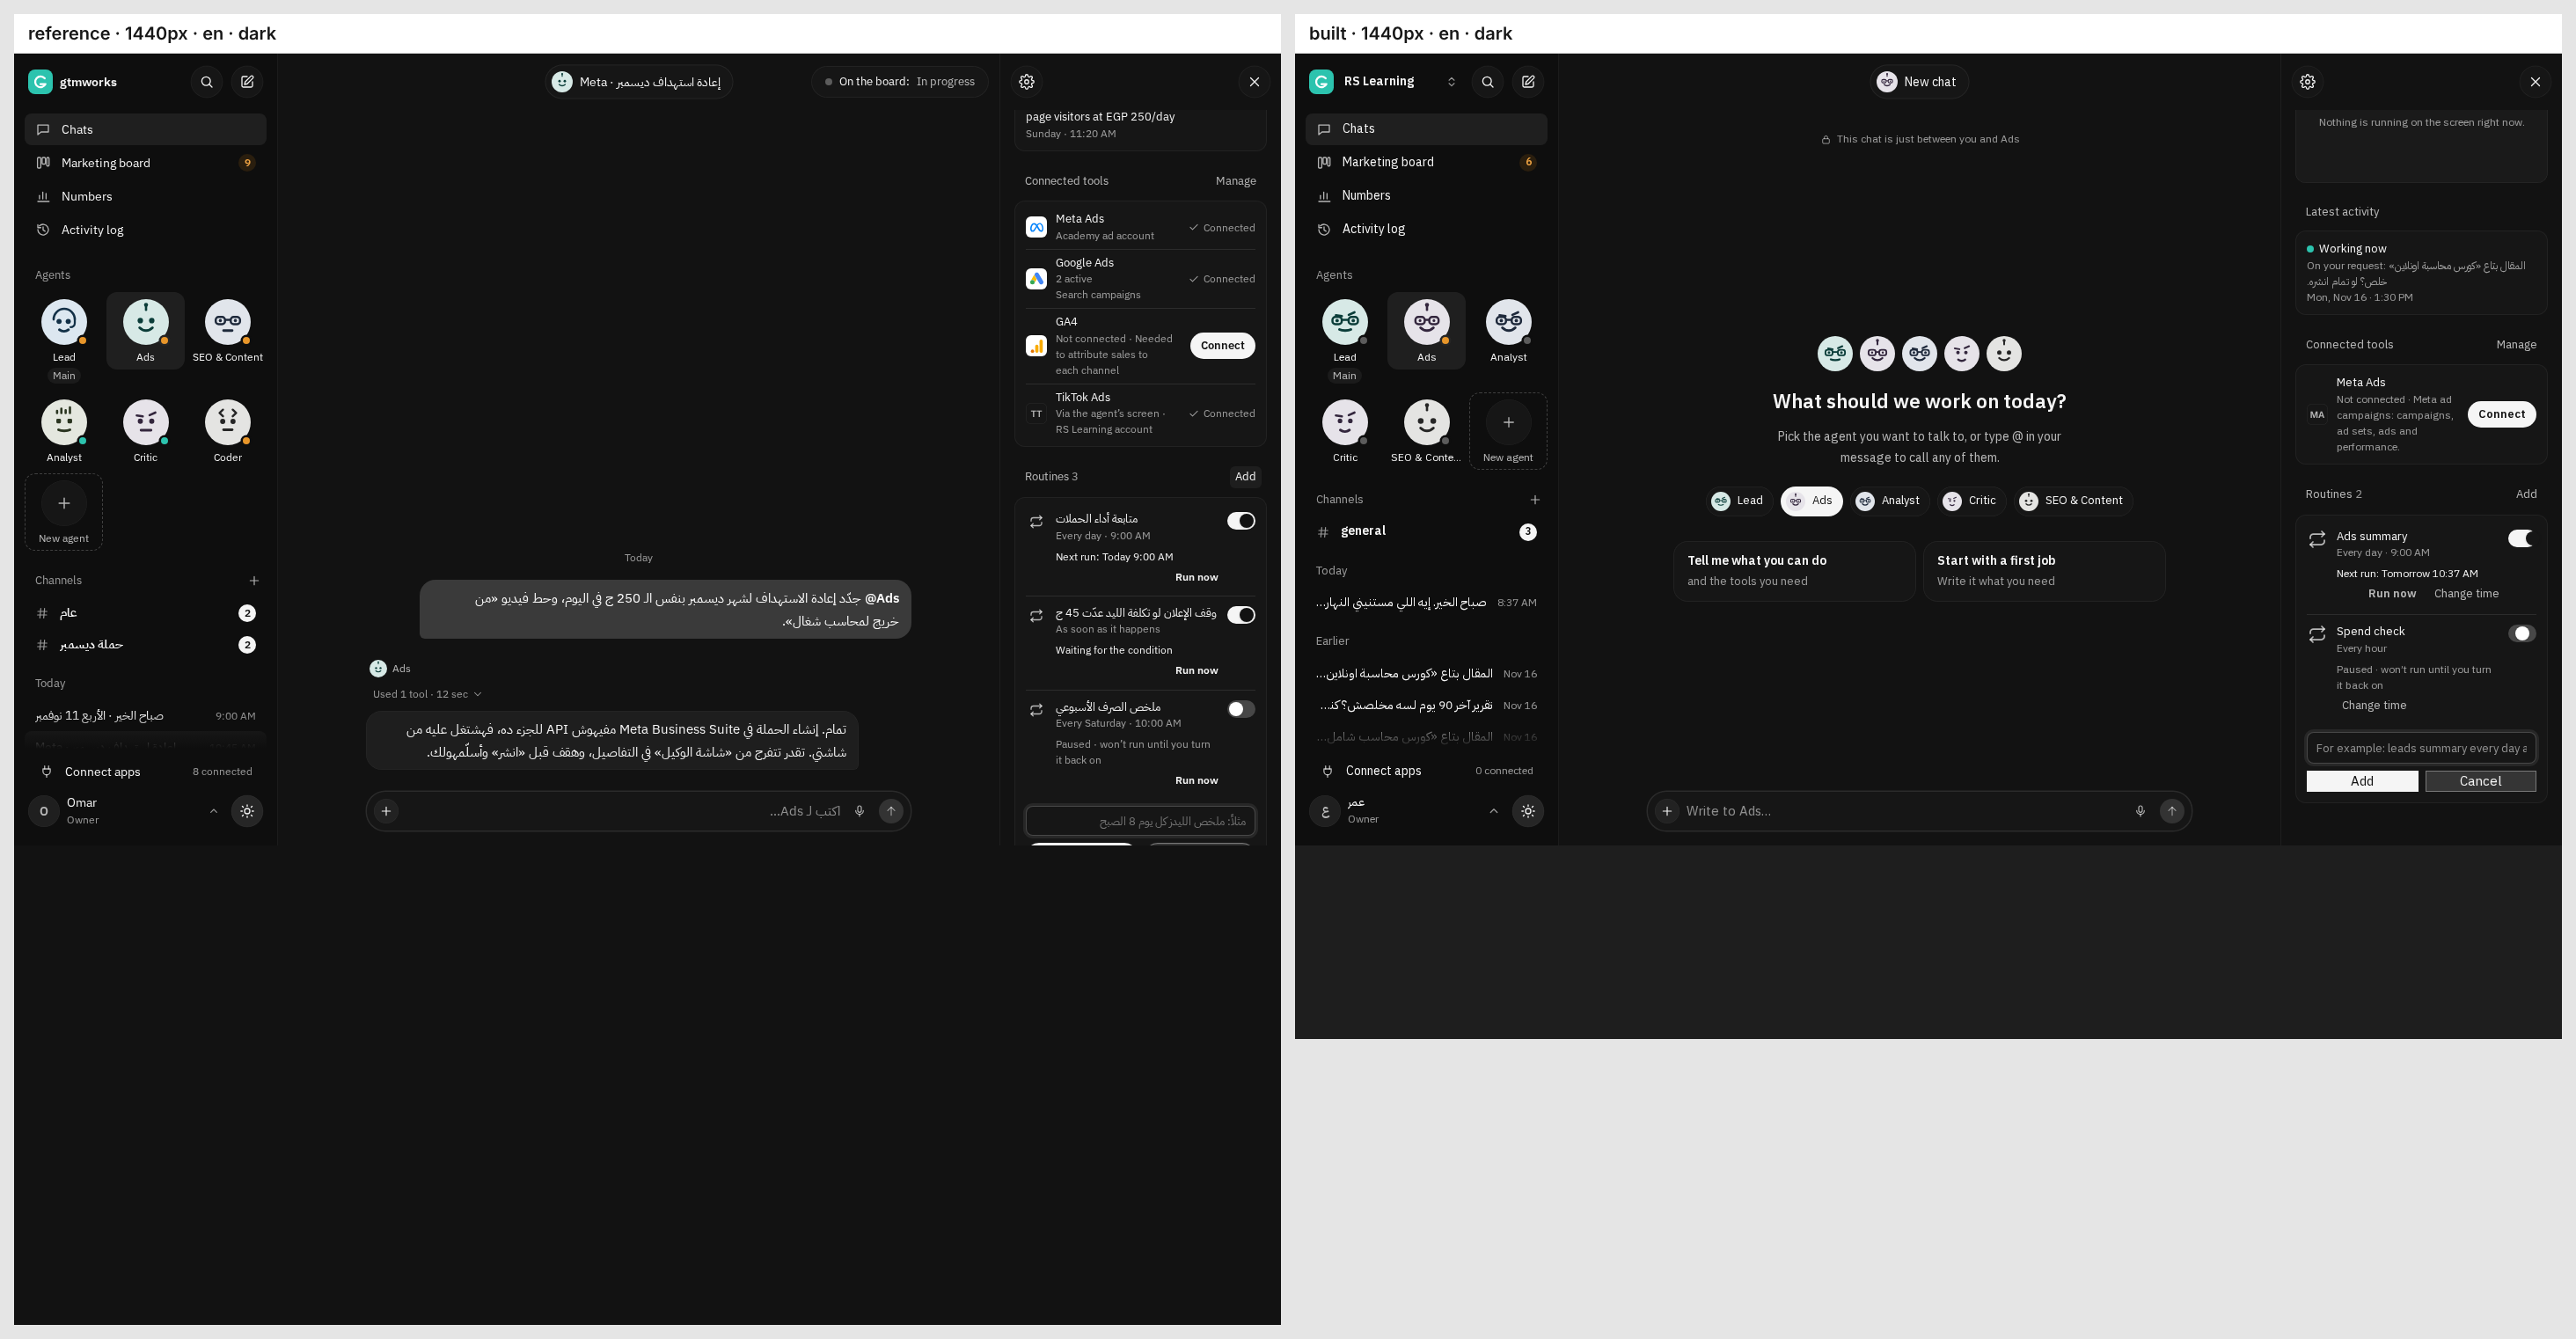 reference · 1440px · en · dark
gtmworks
Chats
Marketing board 9
Numbers
Activity log
Agents
Lead
Main
Ads
SEO & Content
Analyst
Critic
Coder
New agent
Channels
عام 2
حملة ديسمبر 2
Today
صباح الخير · الأربع 11 نوفمبر 9:00 AM
Connect apps 8 connected
O
Omar
Owner
Meta · إعادة استهداف ديسمبر
On the board: In progress
Today
@Ads جدّد إعادة الاستهداف لشهر ديسمبر بنفس الـ 250 ج في اليوم، وحط فيديو «من
خريج لمحاسب شغال».
Ads
Used 1 tool · 12 sec
تمام. إنشاء الحملة في Meta Business Suite مفيهوش API للجزء ده، فهشتغل عليه من
شاشتي. تقدر تتفرج من «شاشة الوكيل» في التفاصيل، وهقف قبل «انشر» وأسلّمهولك.
اكتب لـ Ads...
page visitors at EGP 250/day
Sunday · 11:20 AM
Connected tools Manage
Meta Ads
Academy ad account
Connected
Google Ads
2 active
Search campaigns
Connected
GA4
Not connected · Needed
to attribute sales to
each channel
Connect
TT
TikTok Ads
Via the agent's screen ·
RS Learning account
Connected
Routines 3 Add
متابعة أداء الحملات
Every day · 9:00 AM
Next run: Today 9:00 AM
Run now
وقف الإعلان لو تكلفة الليد عدّت 45 ج
As soon as it happens
Waiting for the condition
Run now
ملخص الصرف الأسبوعي
Every Saturday · 10:00 AM
Paused · won't run until you turn
it back on
Run now
مثلاً: ملخص الليدز كل يوم 8 الصبح
built · 1440px · en · dark
RS Learning
Chats
Marketing board 6
Numbers
Activity log
Agents
Lead
Main
Ads
Analyst
Critic
SEO & Conte...
New agent
Channels
general 3
Today
صباح الخير. إيه اللي مستنيني النهار... 8:37 AM
Earlier
المقال بتاع «كورس محاسبة اونلاين... Nov 16
تقرير آخر 90 يوم لسه مخلصش؟ كنـ... Nov 16
المقال بتاع «كورس محاسب شامل... Nov 16
Connect apps 0 connected
ع
عمر
Owner
New chat
This chat is just between you and Ads
What should we work on today?
Pick the agent you want to talk to, or type @ in your
message to call any of them.
Lead Ads Analyst Critic SEO & Content
Tell me what you can do
and the tools you need
Start with a first job
Write it what you need
Write to Ads...
Nothing is running on the screen right now.
Latest activity
Working now
On your request: المقال بتاع «كورس محاسبة اونلاين»
خلص؟ لو تمام انشره.
Mon, Nov 16 · 1:30 PM
Connected tools Manage
MA
Meta Ads
Not connected · Meta ad
campaigns: campaigns,
ad sets, ads and
performance.
Connect
Routines 2 Add
Ads summary
Every day · 9:00 AM
Next run: Tomorrow 10:37 AM
Run now Change time
Spend check
Every hour
Paused · won't run until you turn
it back on
Change time
For example: leads summary every day a
Add Cancel